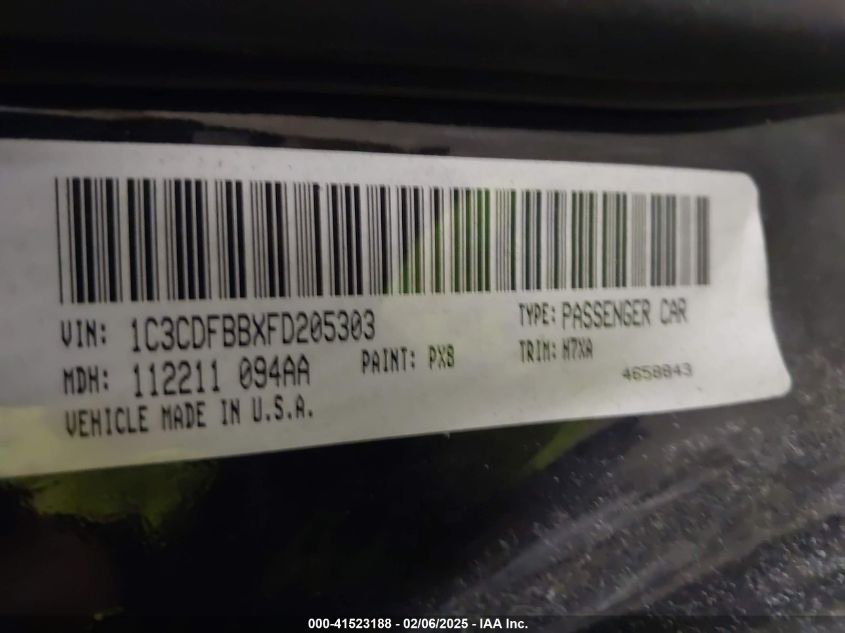 VIN: 1C3CDFBBXFD205303
TYPE: PASSENGER CAR
MDH: 112211 094AA
PAINT: PXB
TRIM: H7XA
4658843
VEHICLE MADE IN U.S.A.
000-41523188 - 02/06/2025 - IAA Inc.